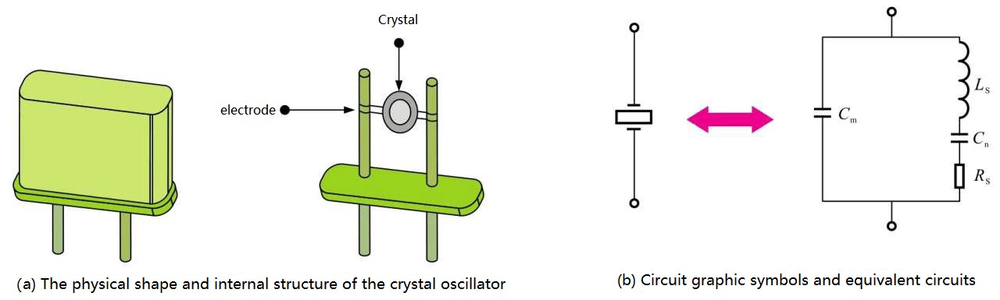 Crystal
electrode
Cm
LS
Cn
RS
(a) The physical shape and internal structure of the crystal oscillator
(b) Circuit graphic symbols and equivalent circuits